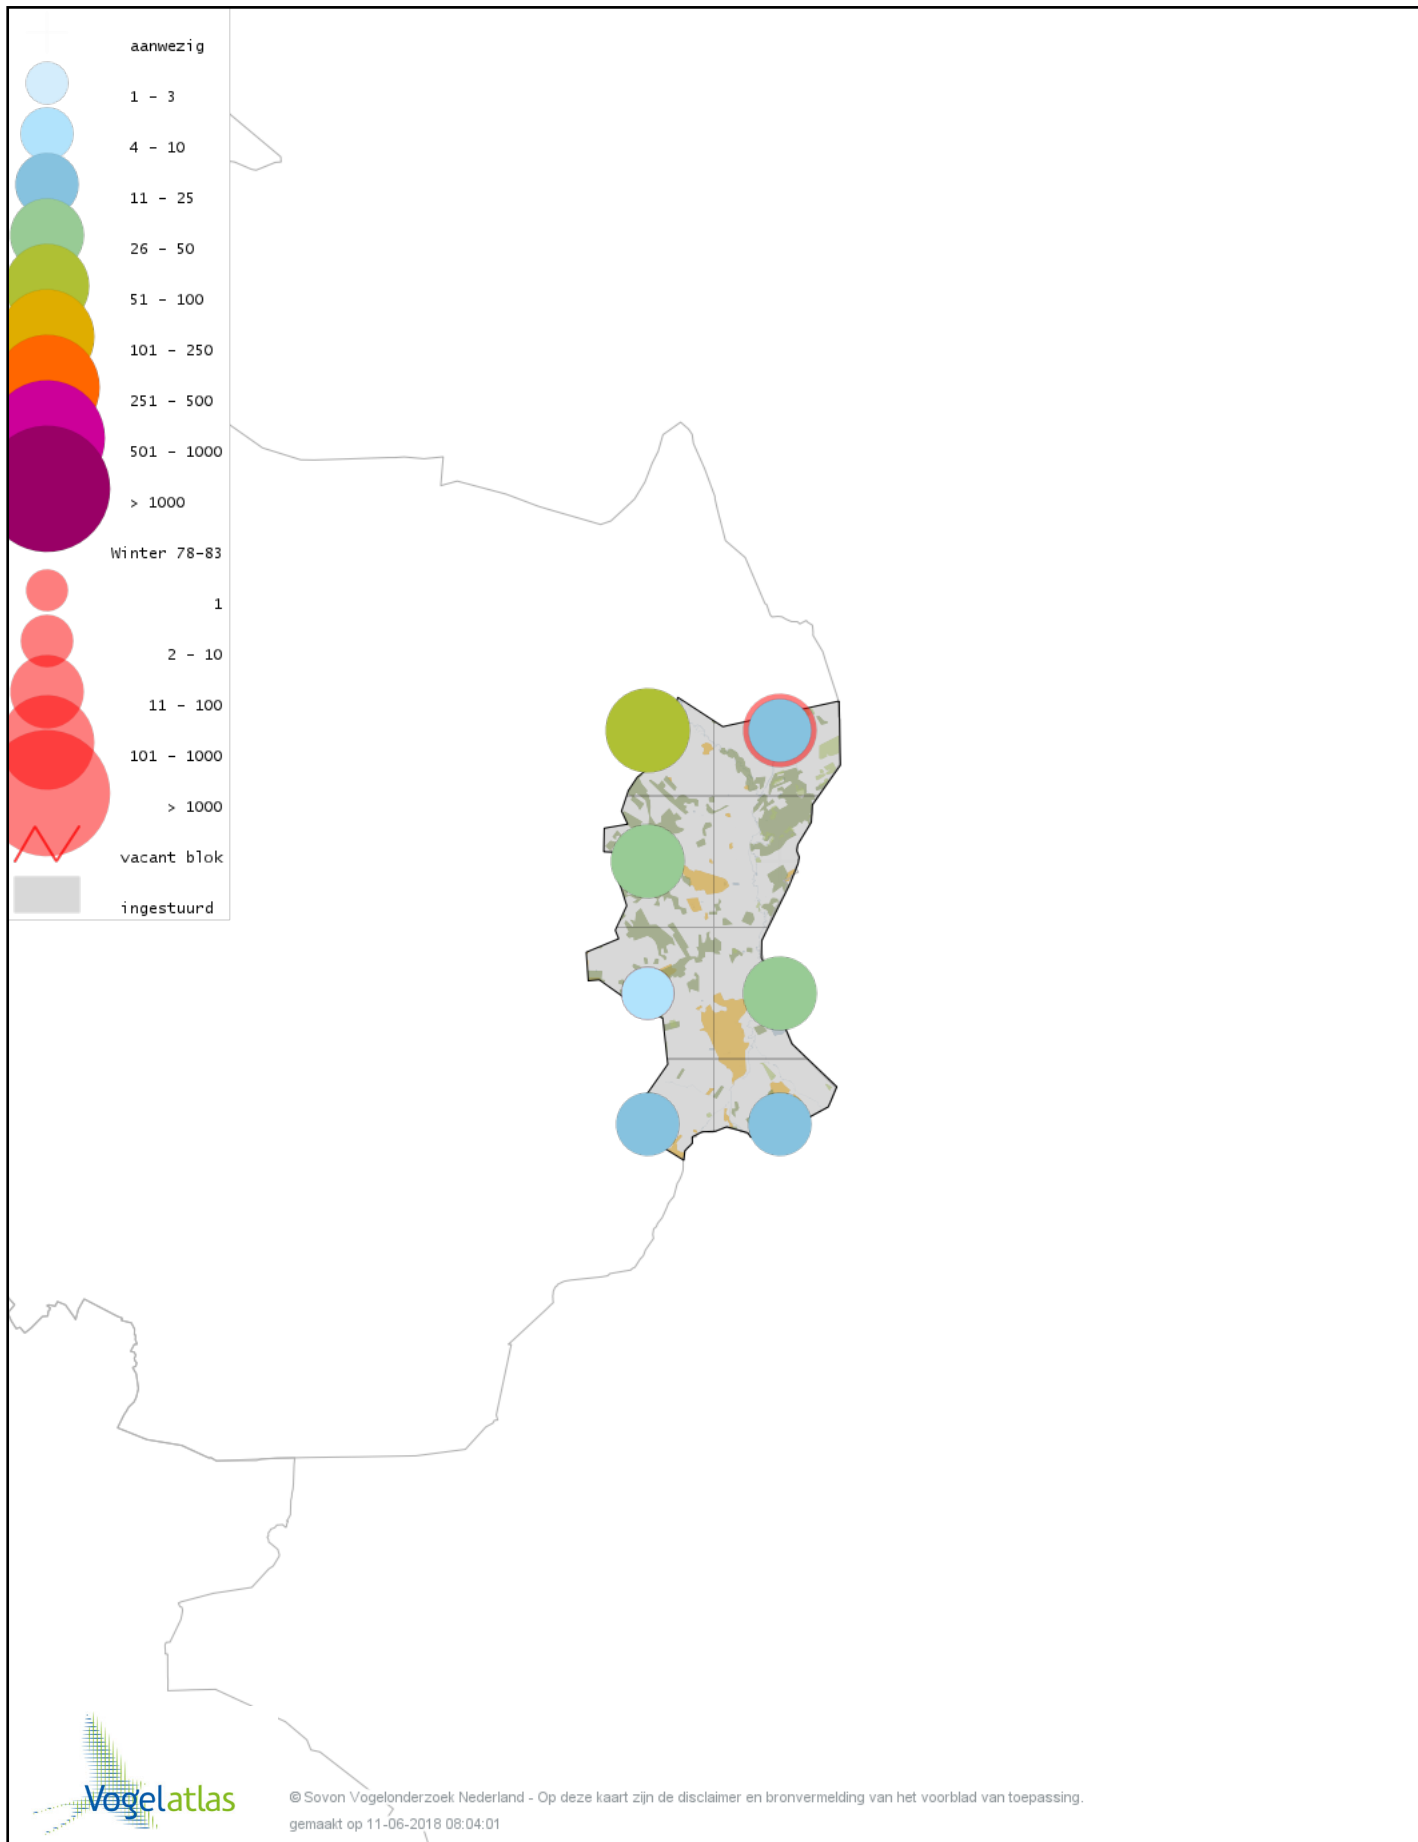 aanwezig
1 - 3
4 - 10
11 - 25
26 - 50
51 - 100
101 - 250
251 - 500
501 - 1000
> 1000
Winter 78-83
1
2 - 10
11 - 100
101 - 1000
> 1000
vacant blok
ingestuurd
Vogelatlas
© Sovon Vogelonderzoek Nederland - Op deze kaart zijn de disclaimer en bronvermelding van het voorblad van toepassing.
gemaakt op 11-06-2018 08:04:01